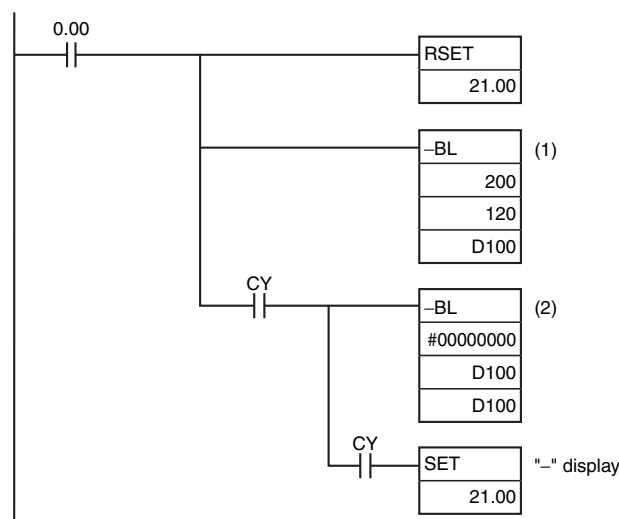 0.00
RSET
21.00
–BL (1)
200
120
D100
CY
–BL (2)
#00000000
D100
D100
CY
SET "–" display
21.00